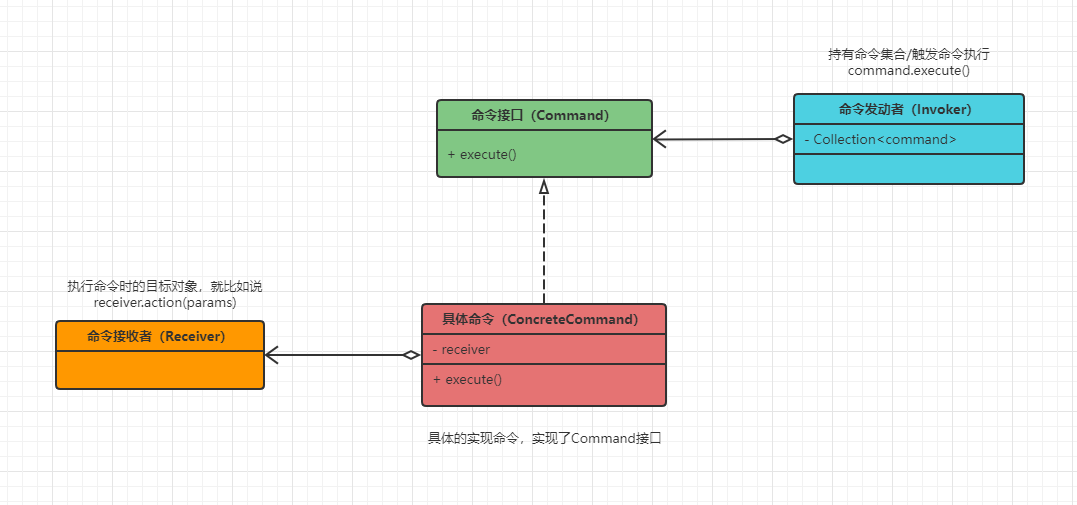 持有命令集合/触发命令执行
command.execute()
命令发动者（Invoker）
- Collection<command>
命令接口（Command）
+ execute()
执行命令时的目标对象，就比如说
receiver.action(params)
命令接收者（Receiver）
具体命令（ConcreteCommand）
- receiver
+ execute()
具体的实现命令，实现了Command接口